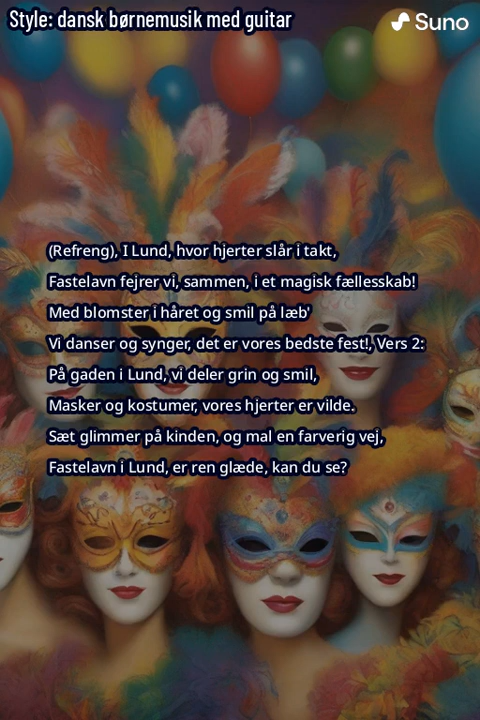 Style: dansk børnemusik med guitar
Suno
(Refreng), I Lund, hvor hjerter slår i takt,
Fastelavn fejrer vi, sammen, i et magisk fællesskab!
Med blomster i håret og smil på læb'
Vi danser og synger, det er vores bedste fest!, Vers 2:
På gaden i Lund, vi deler grin og smil,
Masker og kostumer, vores hjerter er vilde.
Sæt glimmer på kinden, og mal en farverig vej,
Fastelavn i Lund, er ren glæde, kan du se?